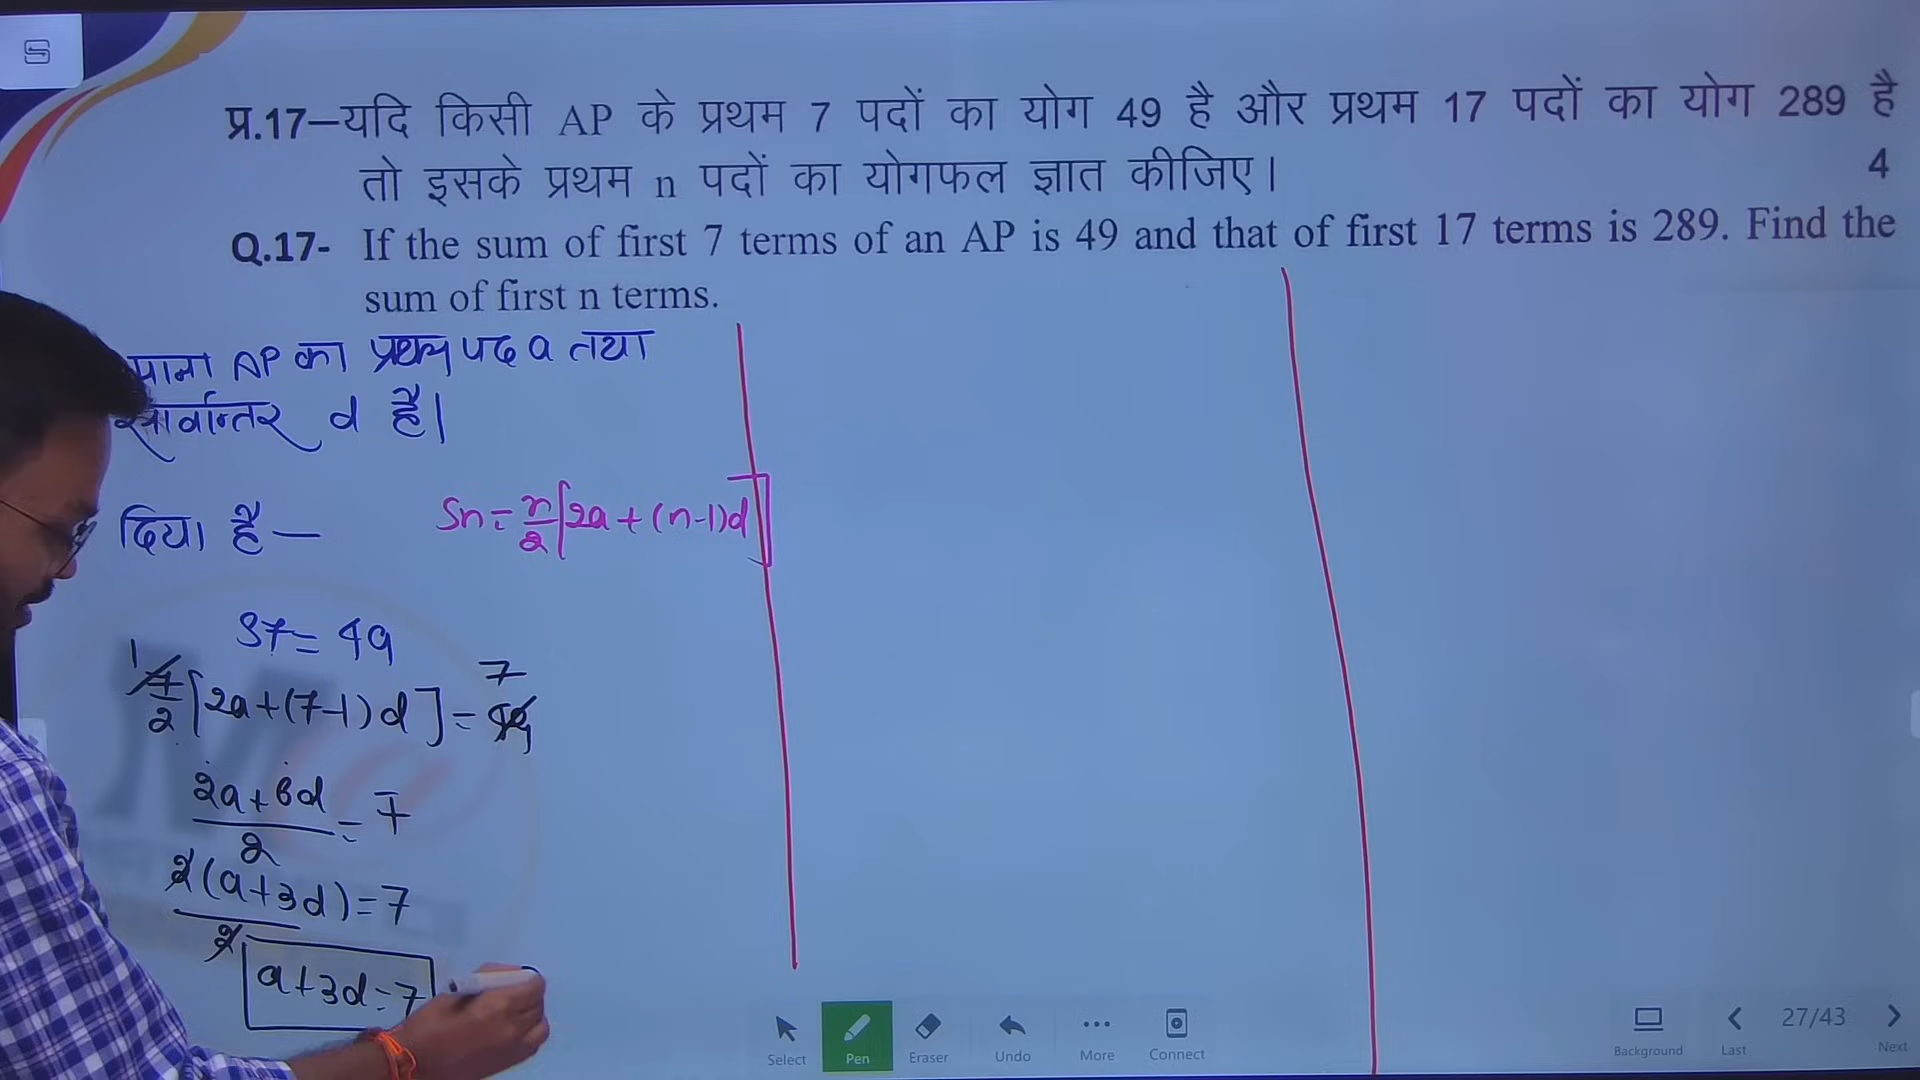 प्र.17–यदि किसी AP के प्रथम 7 पदों का योग 49 है और प्रथम 17 पदों का योग 289 है
तो इसके प्रथम n पदों का योगफल ज्ञात कीजिए। 4
Q.17- If the sum of first 7 terms of an AP is 49 and that of first 17 terms is 289. Find the
sum of first n terms.
माना AP का प्रथम पद a तथा
सार्वान्तर d है।
दिया है—
Sn = n/2 [2a + (n-1)d]
S7 = 49
7/2 [2a+(7-1)d] = 49
1 7
(2a+6d)/2 = 7
2(a+3d)/2 = 7
a+3d=7
Select Pen Eraser Undo More Connect
Background Last 27/43 Next